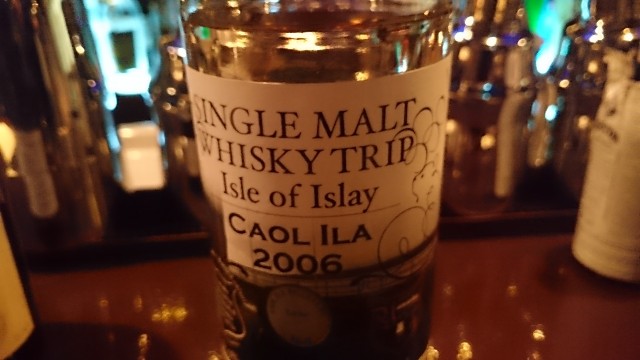 SINGLE MALT
WHISKY TRIP
Isle of Islay
CAOL ILA
2006